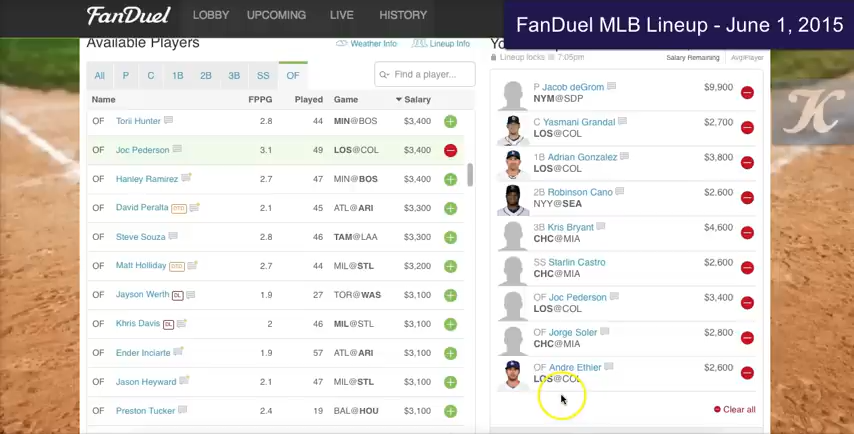 FanDuel LOBBY UPCOMING LIVE HISTORY
FanDuel MLB Lineup - June 1, 2015
Available Players
Weather Info Lineup Info
All P C 1B 2B 3B SS OF
Find a player...
Name FPPG Played Game Salary
OF Torii Hunter 2.8 44 MIN@BOS $3,400
OF Joc Pederson 3.1 49 LOS@COL $3,400
OF Hanley Ramirez 2.7 47 MIN@BOS $3,400
OF David Peralta DTD 2.1 45 ATL@ARI $3,300
OF Steve Souza 2.8 46 TAM@LAA $3,300
OF Matt Holliday DTD 2.7 44 MIL@STL $3,200
OF Jayson Werth DL 1.9 27 TOR@WAS $3,100
OF Khris Davis DL 2 46 MIL@STL $3,100
OF Ender Inciarte 1.9 57 ATL@ARI $3,100
OF Jason Heyward 2.1 47 MIL@STL $3,100
OF Preston Tucker 2.4 19 BAL@HOU $3,100
Lineup locks @ 7:05pm Salary Remaining Avg/Player
P Jacob deGrom $9,900
NYM@SDP
C Yasmani Grandal $2,700
LOS@COL
1B Adrian Gonzalez $3,800
LOS@COL
2B Robinson Cano $2,600
NYY@SEA
3B Kris Bryant $4,600
CHC@MIA
SS Starlin Castro $2,600
CHC@MIA
OF Joc Pederson $3,400
LOS@COL
OF Jorge Soler $2,800
CHC@MIA
OF Andre Ethier $2,600
LOS@COL
Clear all
K